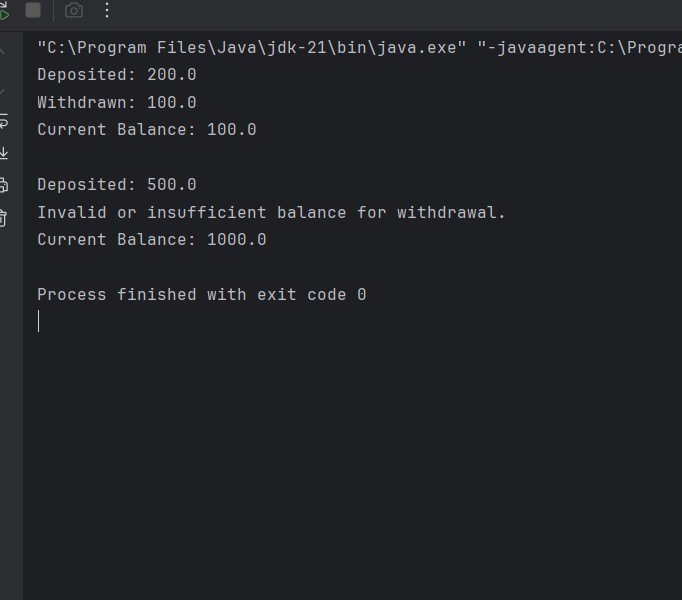 "C:\Program Files\Java\jdk-21\bin\java.exe" "-javaagent:C:\Progra
Deposited: 200.0
Withdrawn: 100.0
Current Balance: 100.0
Deposited: 500.0
Invalid or insufficient balance for withdrawal.
Current Balance: 1000.0
Process finished with exit code 0